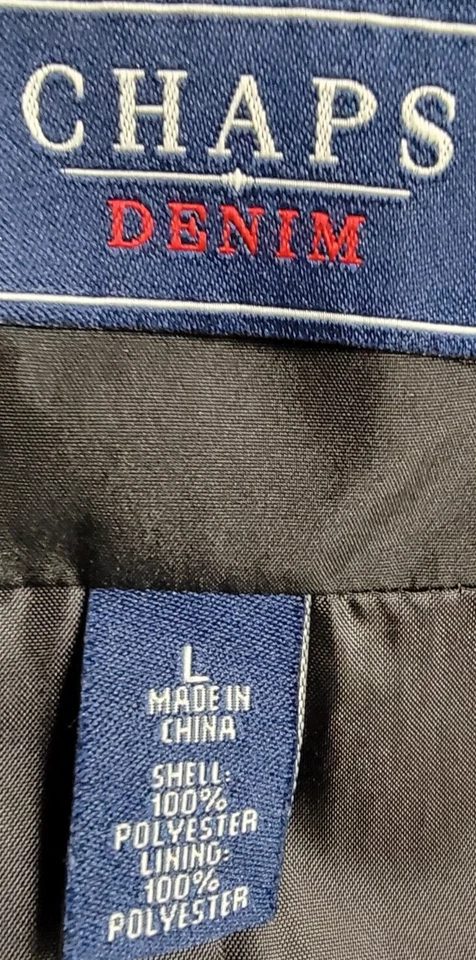 CHAPS
DENIM
L
MADE IN
CHINA
SHELL:
100%
POLYESTER
LINING:
100%
POLYESTER